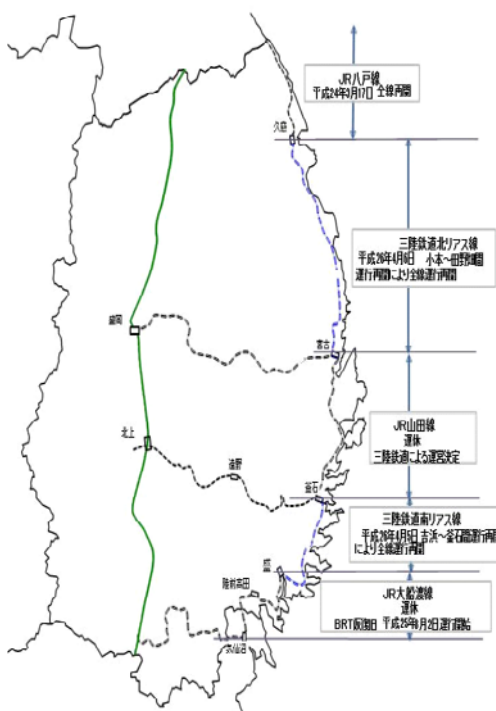 JR八戸線
平成24年3月17日 全線再開
久慈
三陸鉄道北リアス線
平成26年4月6日 小本～田野畑間
運行再開により全線運行再開
盛岡
宮古
JR山田線
運休
三陸鉄道による運営決定
北上
遠野
釜石
三陸鉄道南リアス線
平成26年4月5日 吉浜～釜石間運行再開
により全線運行再開
盛
陸前高田
JR大船渡線
運休
BRT仮復旧 平成25年3月2日運行開始
気仙沼